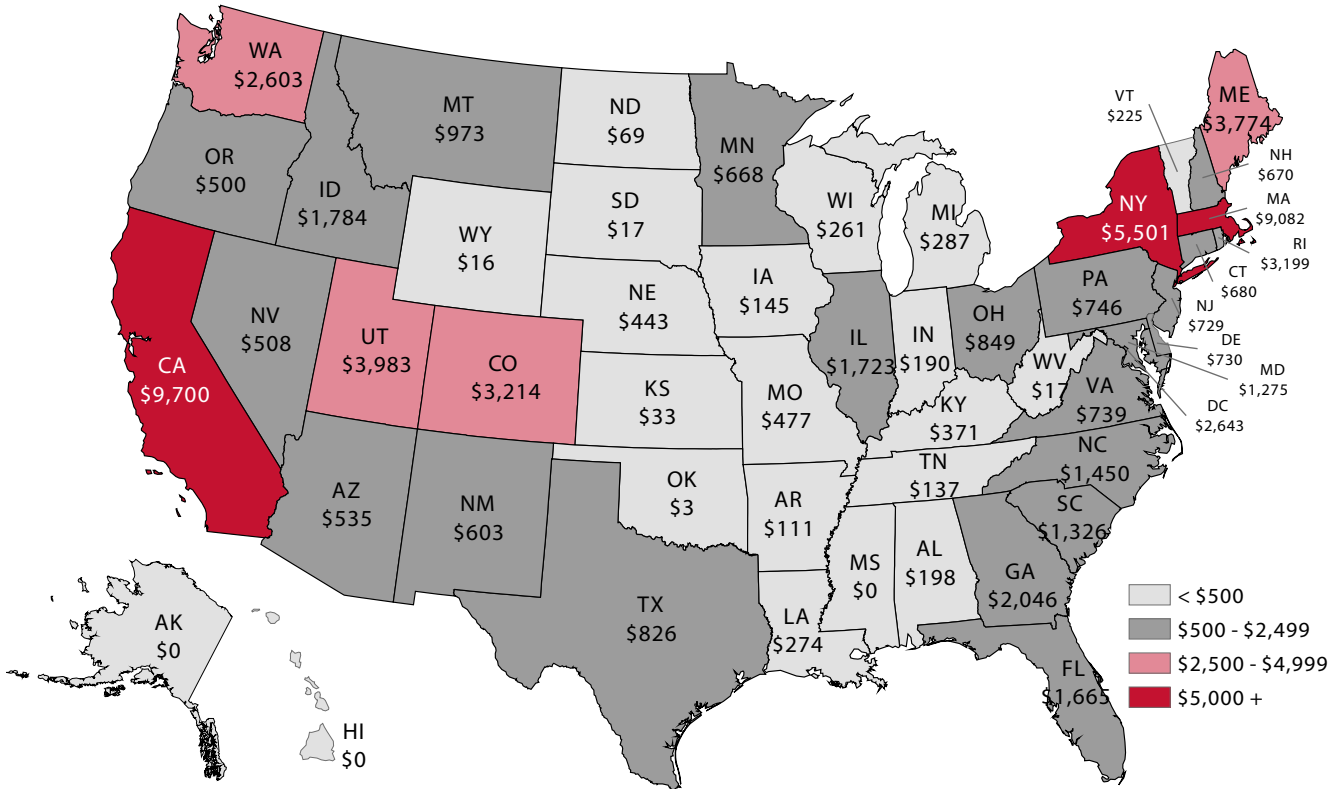 WA
$2,603
MT
$973
ND
$69
MN
$668
OR
$500
ID
$1,784
WY
$16
SD
$17
WI
$261
MI
$287
VT
$225
ME
$3,774
NH
$670
MA
$9,082
NY
$5,501
RI
$3,199
CT
$680
NJ
$729
DE
$730
MD
$1,275
DC
$2,643
PA
$746
NE
$443
IA
$145
NV
$508
UT
$3,983
CO
$3,214
CA
$9,700
KS
$33
MO
$477
IL
$1,723
IN
$190
OH
$849
WV
$17
VA
$739
KY
$371
NC
$1,450
TN
$137
SC
$1,326
AZ
$535
NM
$603
OK
$3
AR
$111
MS
$0
AL
$198
GA
$2,046
TX
$826
LA
$274
FL
$1,665
AK
$0
HI
$0
< $500
$500 - $2,499
$2,500 - $4,999
$5,000 +